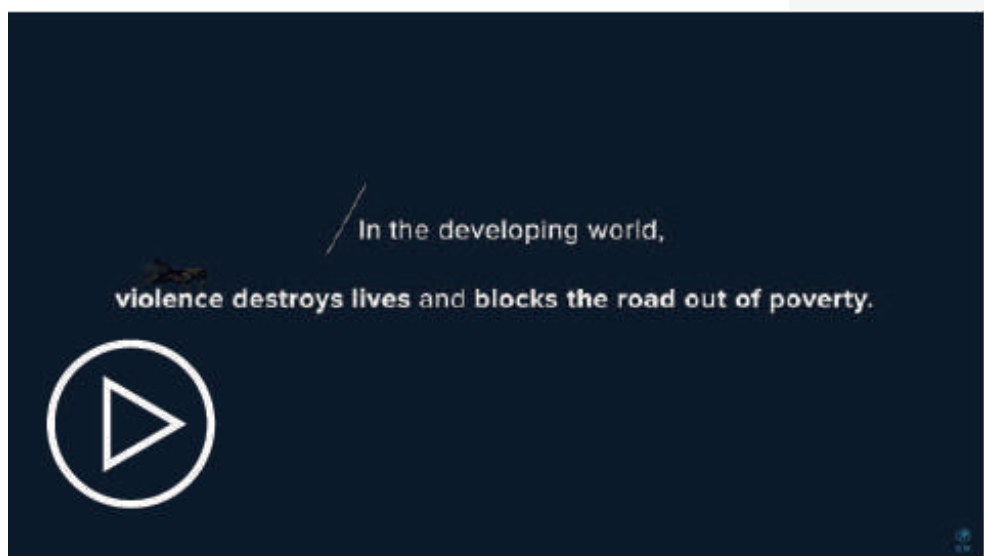 In the developing world,
violence destroys lives and blocks the road out of poverty.